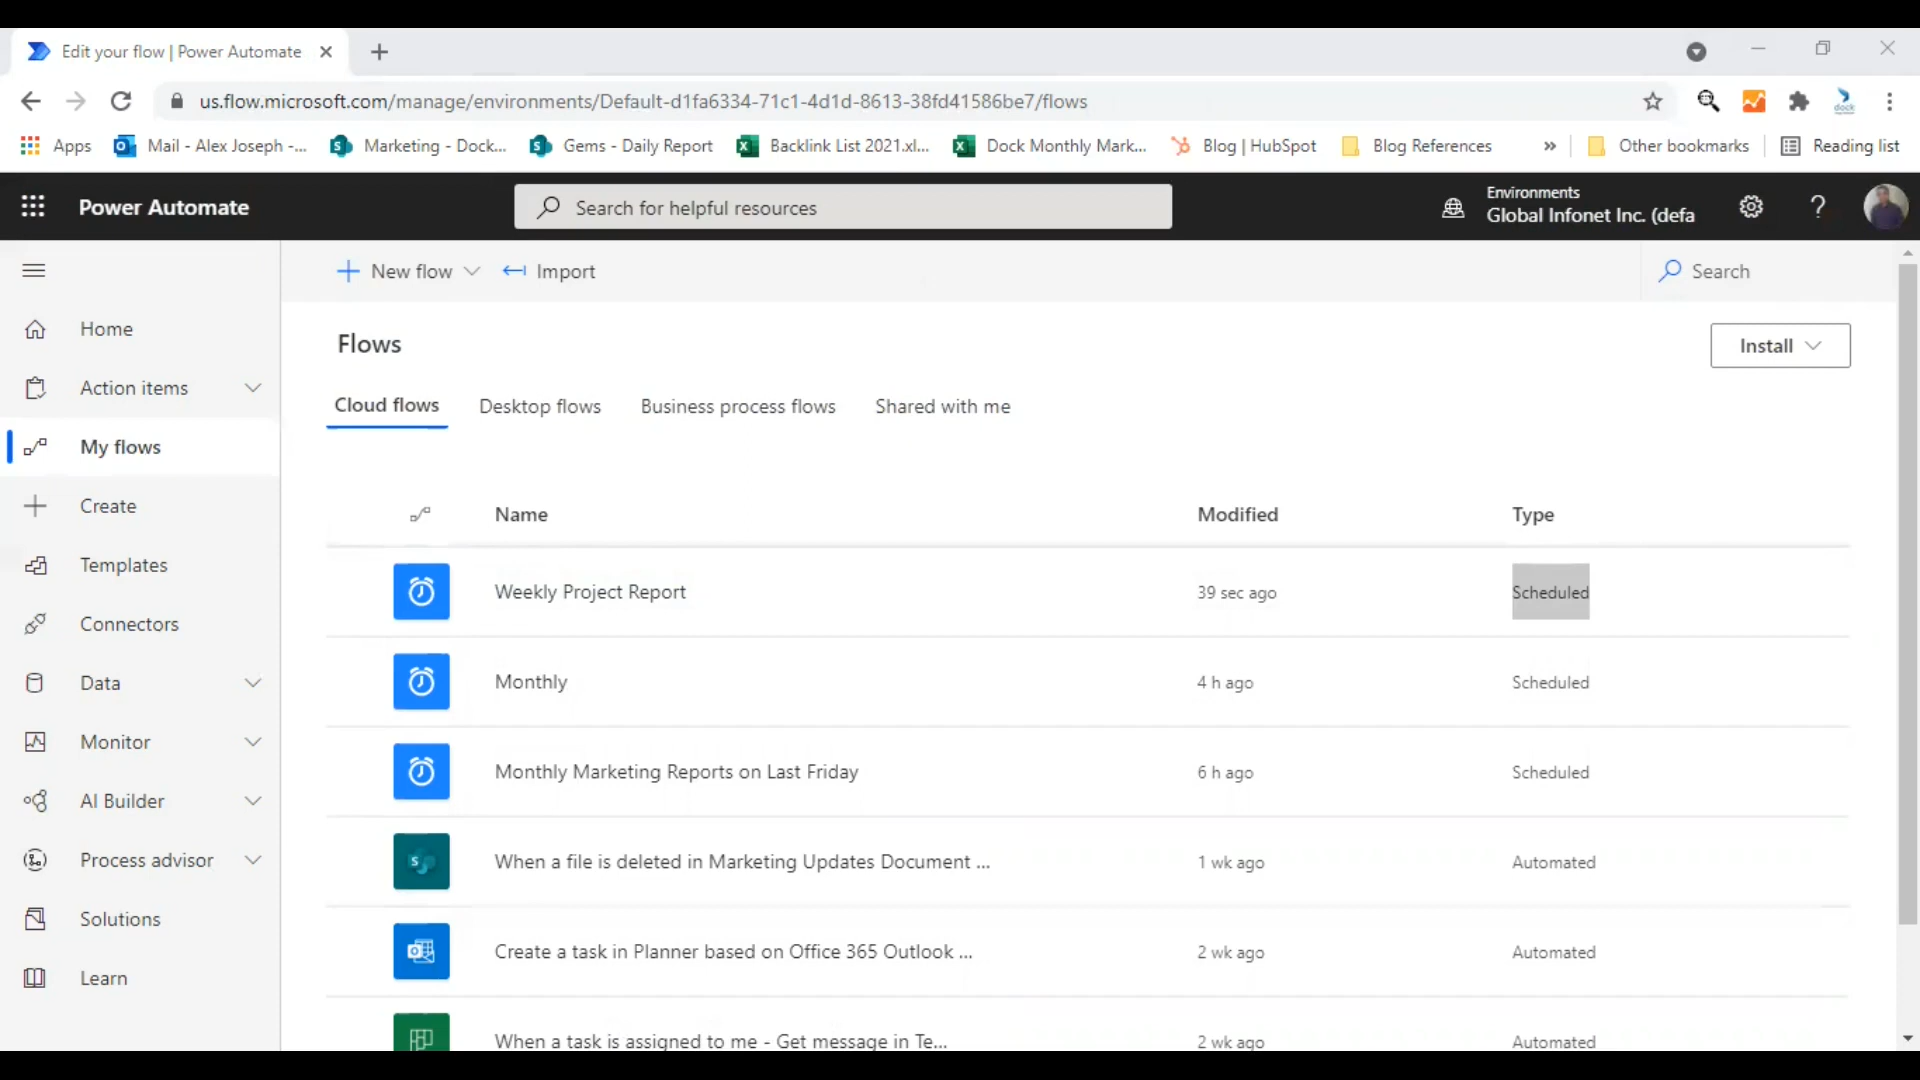 Edit your flow | Power Automate
us.flow.microsoft.com/manage/environments/Default-d1fa6334-71c1-4d1d-8613-38fd41586be7/flows
Apps Mail - Alex Joseph -... Marketing - Dock... Gems - Daily Report Backlink List 2021.xl... Dock Monthly Mark... Blog | HubSpot Blog References » Other bookmarks Reading list
Power Automate
Search for helpful resources
Environments
Global Infonet Inc. (defa
?
New flow Import Search
Home
Action items
My flows
Create
Templates
Connectors
Data
Monitor
AI Builder
Process advisor
Solutions
Learn
Flows
Install
Cloud flows Desktop flows Business process flows Shared with me
Name Modified Type
Weekly Project Report 39 sec ago Scheduled
Monthly 4 h ago Scheduled
Monthly Marketing Reports on Last Friday 6 h ago Scheduled
When a file is deleted in Marketing Updates Document ... 1 wk ago Automated
Create a task in Planner based on Office 365 Outlook ... 2 wk ago Automated
When a task is assigned to me - Get message in Te... 2 wk ago Automated